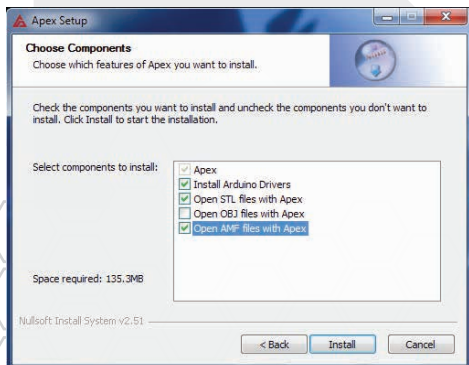 Apex Setup
Choose Components
Choose which features of Apex you want to install.
Check the components you want to install and uncheck the components you don't want to
install. Click Install to start the installation.
Select components to install:
Apex
Install Arduino Drivers
Open STL files with Apex
Open OBJ files with Apex
Open AMF files with Apex
Space required: 135.3MB
Nullsoft Install System v2.51
< Back
Install
Cancel